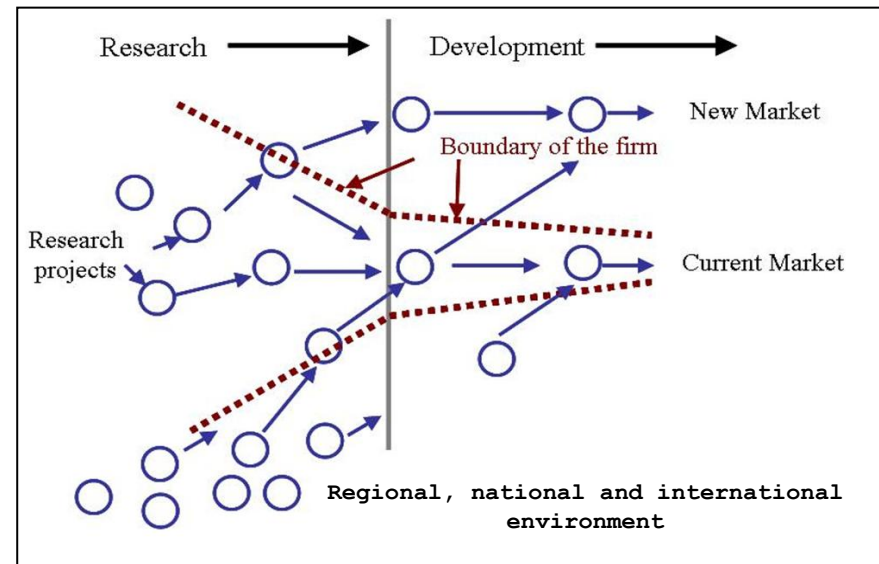 Research
Development
New Market
Boundary of the firm
Research
projects
Current Market
Regional, national and international
environment